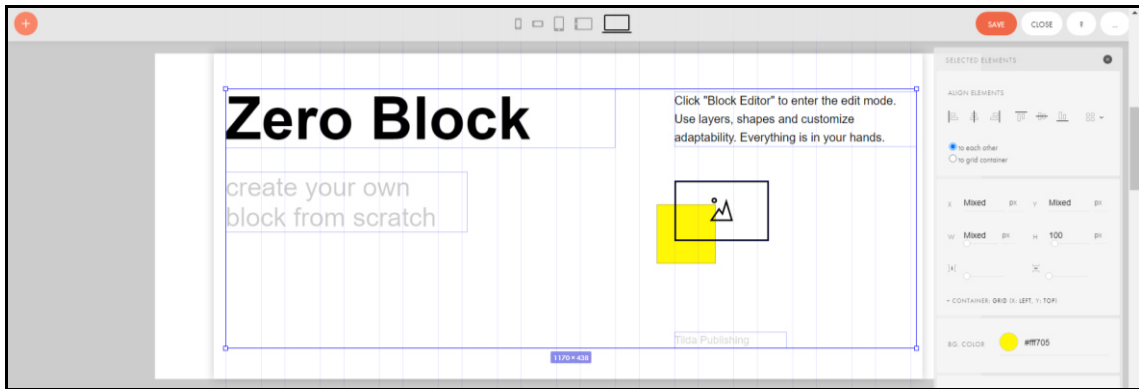 +
SAVE
CLOSE
...
SELECTED ELEMENTS
Zero Block
Click "Block Editor" to enter the edit mode.
Use layers, shapes and customize
adaptability. Everything is in your hands.
ALIGN ELEMENTS
to each other
to grid container
create your own
block from scratch
X Mixed px Y Mixed px
W Mixed px H 100 px
+ CONTAINER: GRID (X: LEFT, Y: TOP)
Tilda Publishing
BG. COLOR #fff705
1170 × 438